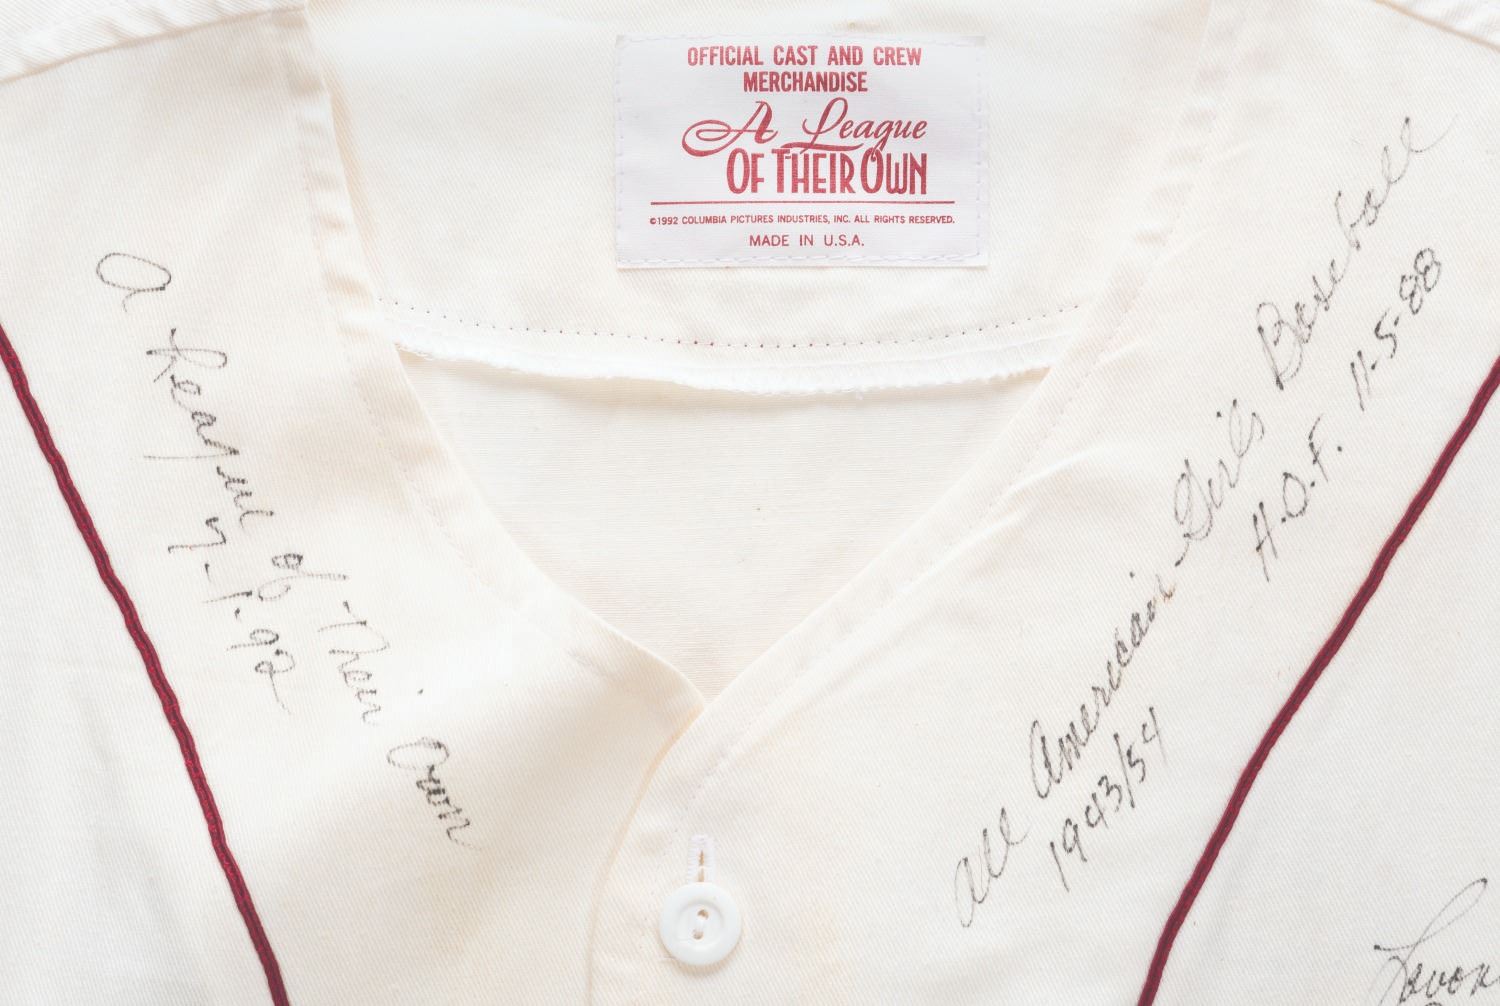 OFFICIAL CAST AND CREW
MERCHANDISE
A League
OF THEIR OWN
©1992 COLUMBIA PICTURES INDUSTRIES, INC. ALL RIGHTS RESERVED.
MADE IN U.S.A.
A League of Their Own
7-1-92
All American Girls Baseball
1943/54
H.O.F. 11-5-88